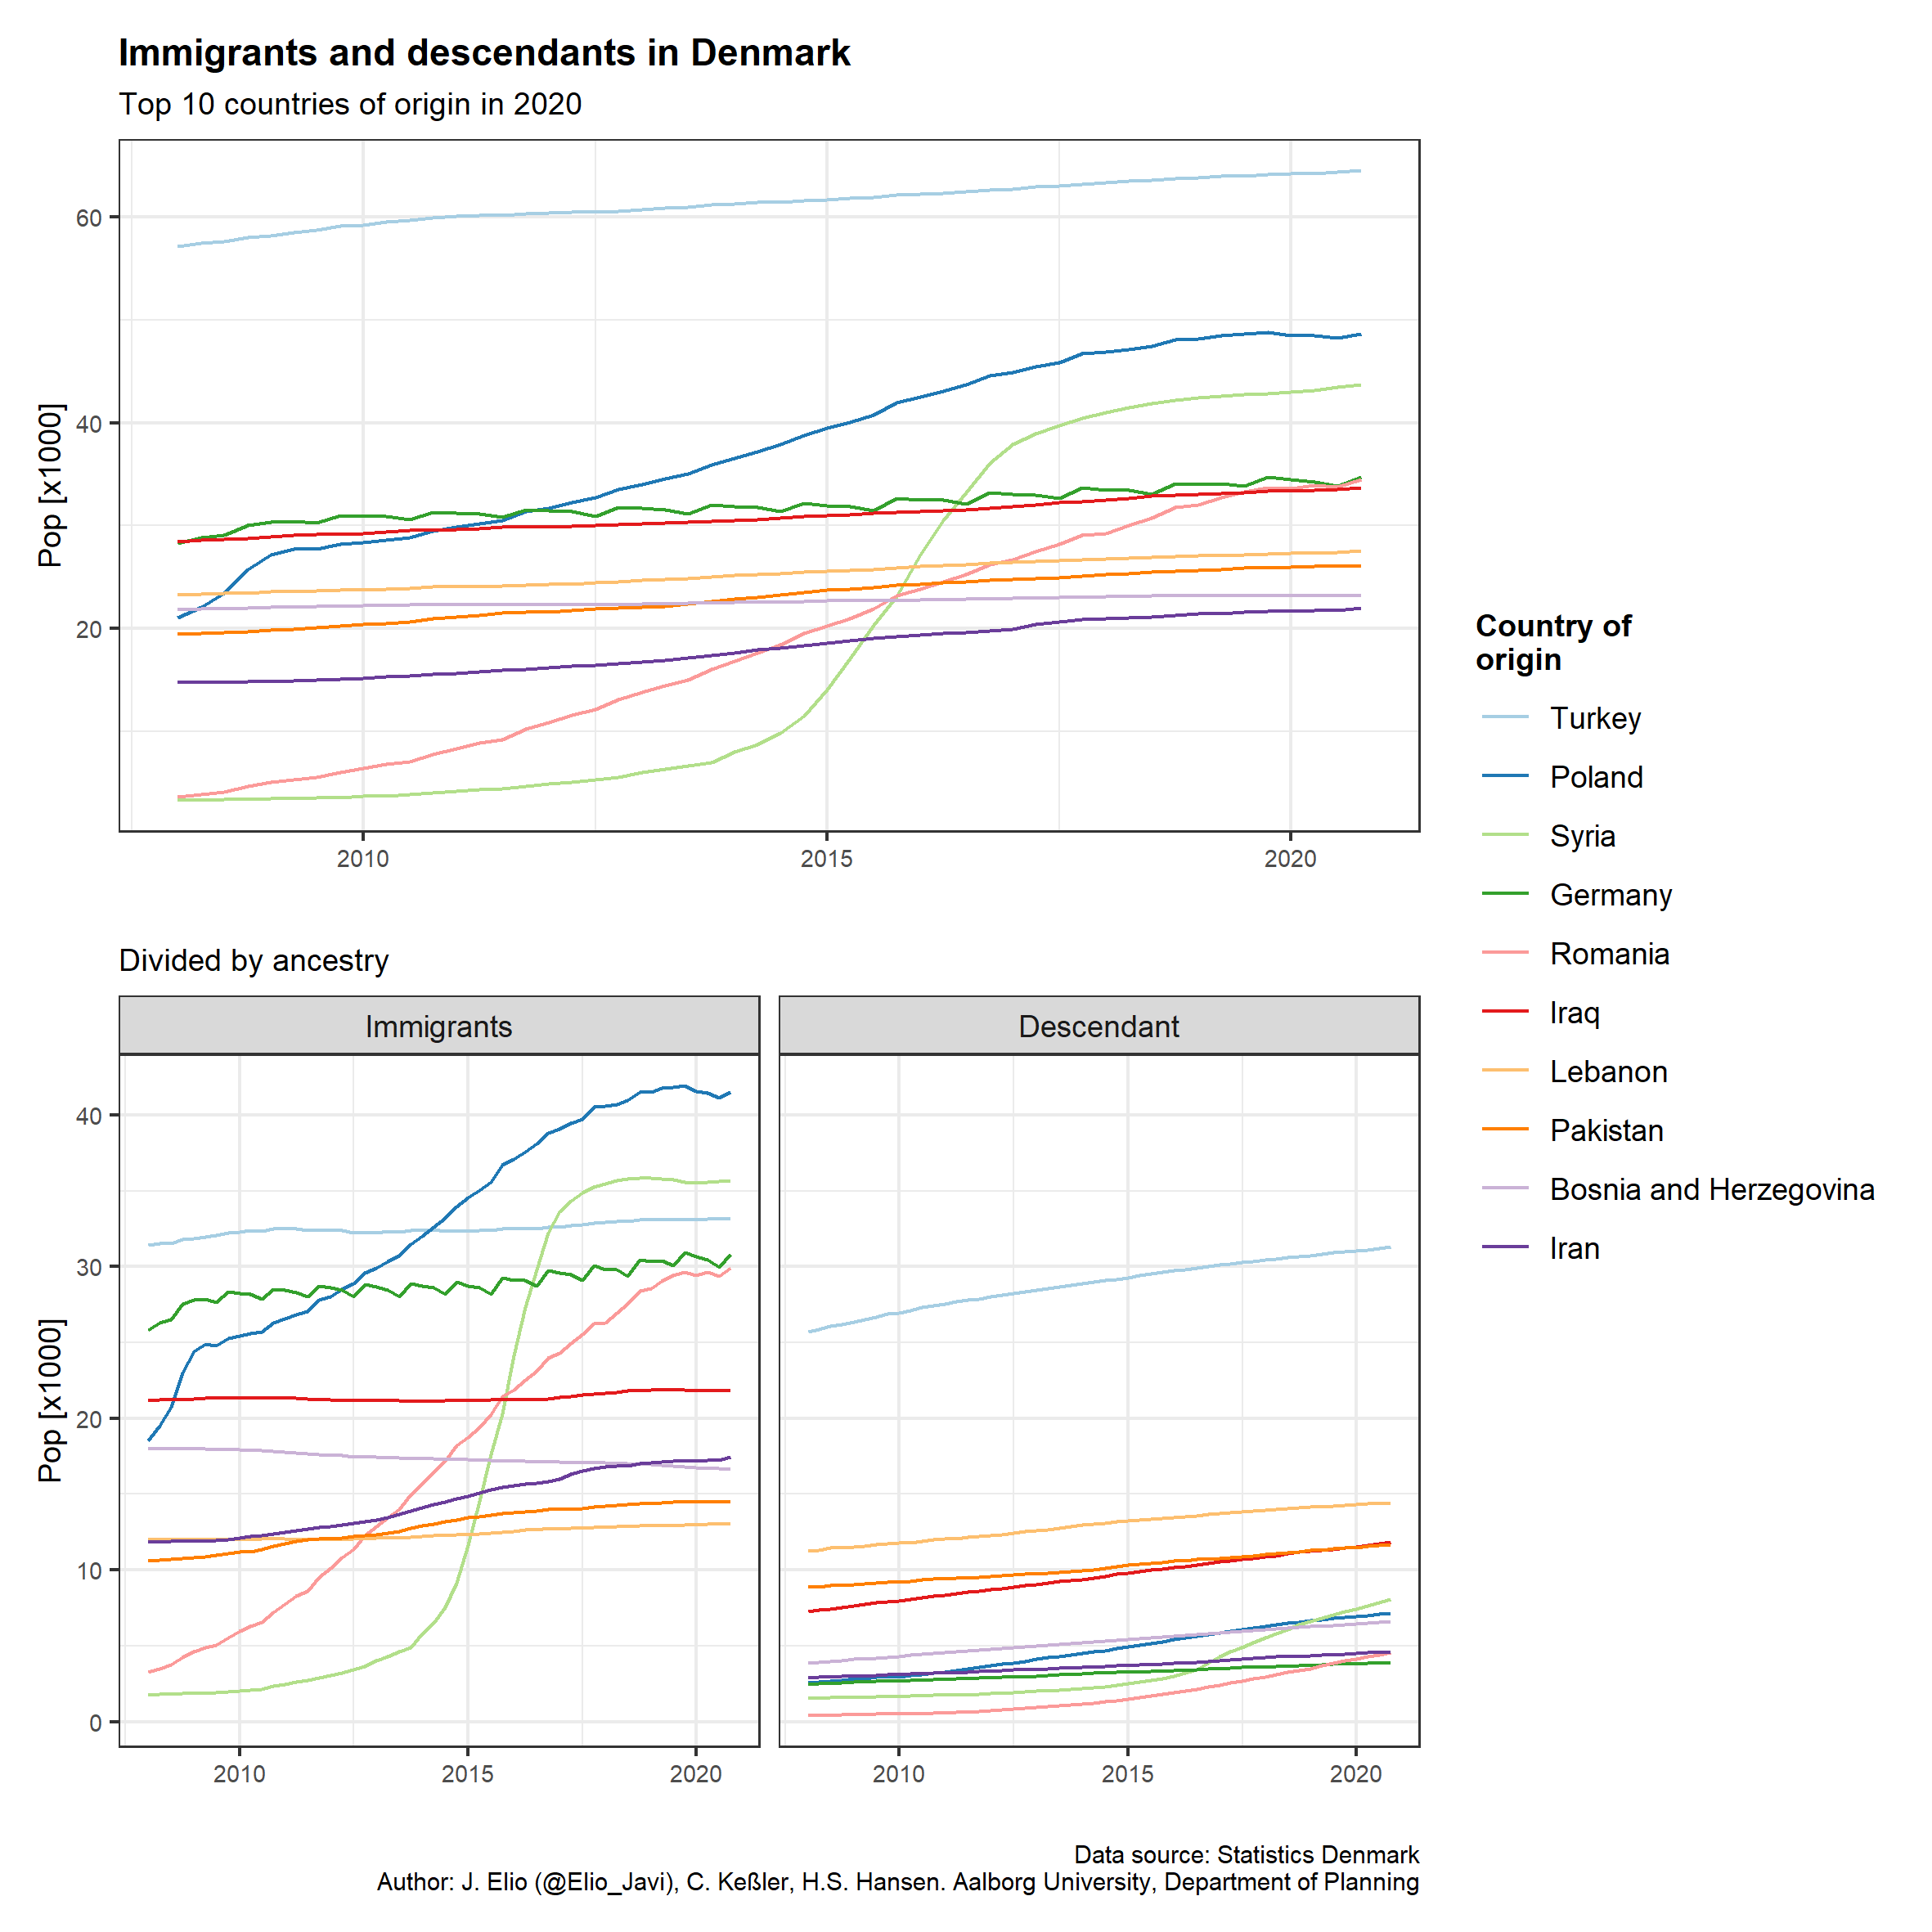 Immigrants and descendants in Denmark
Top 10 countries of origin in 2020
Pop [x1000]
60
40
20
2010
2015
2020
Divided by ancestry
Immigrants
Descendant
Pop [x1000]
40
30
20
10
0
2010
2015
2020
2010
2015
2020
Country of
origin
Turkey
Poland
Syria
Germany
Romania
Iraq
Lebanon
Pakistan
Bosnia and Herzegovina
Iran
Data source: Statistics Denmark
Author: J. Elio (@Elio_Javi), C. Keßler, H.S. Hansen. Aalborg University, Department of Planning